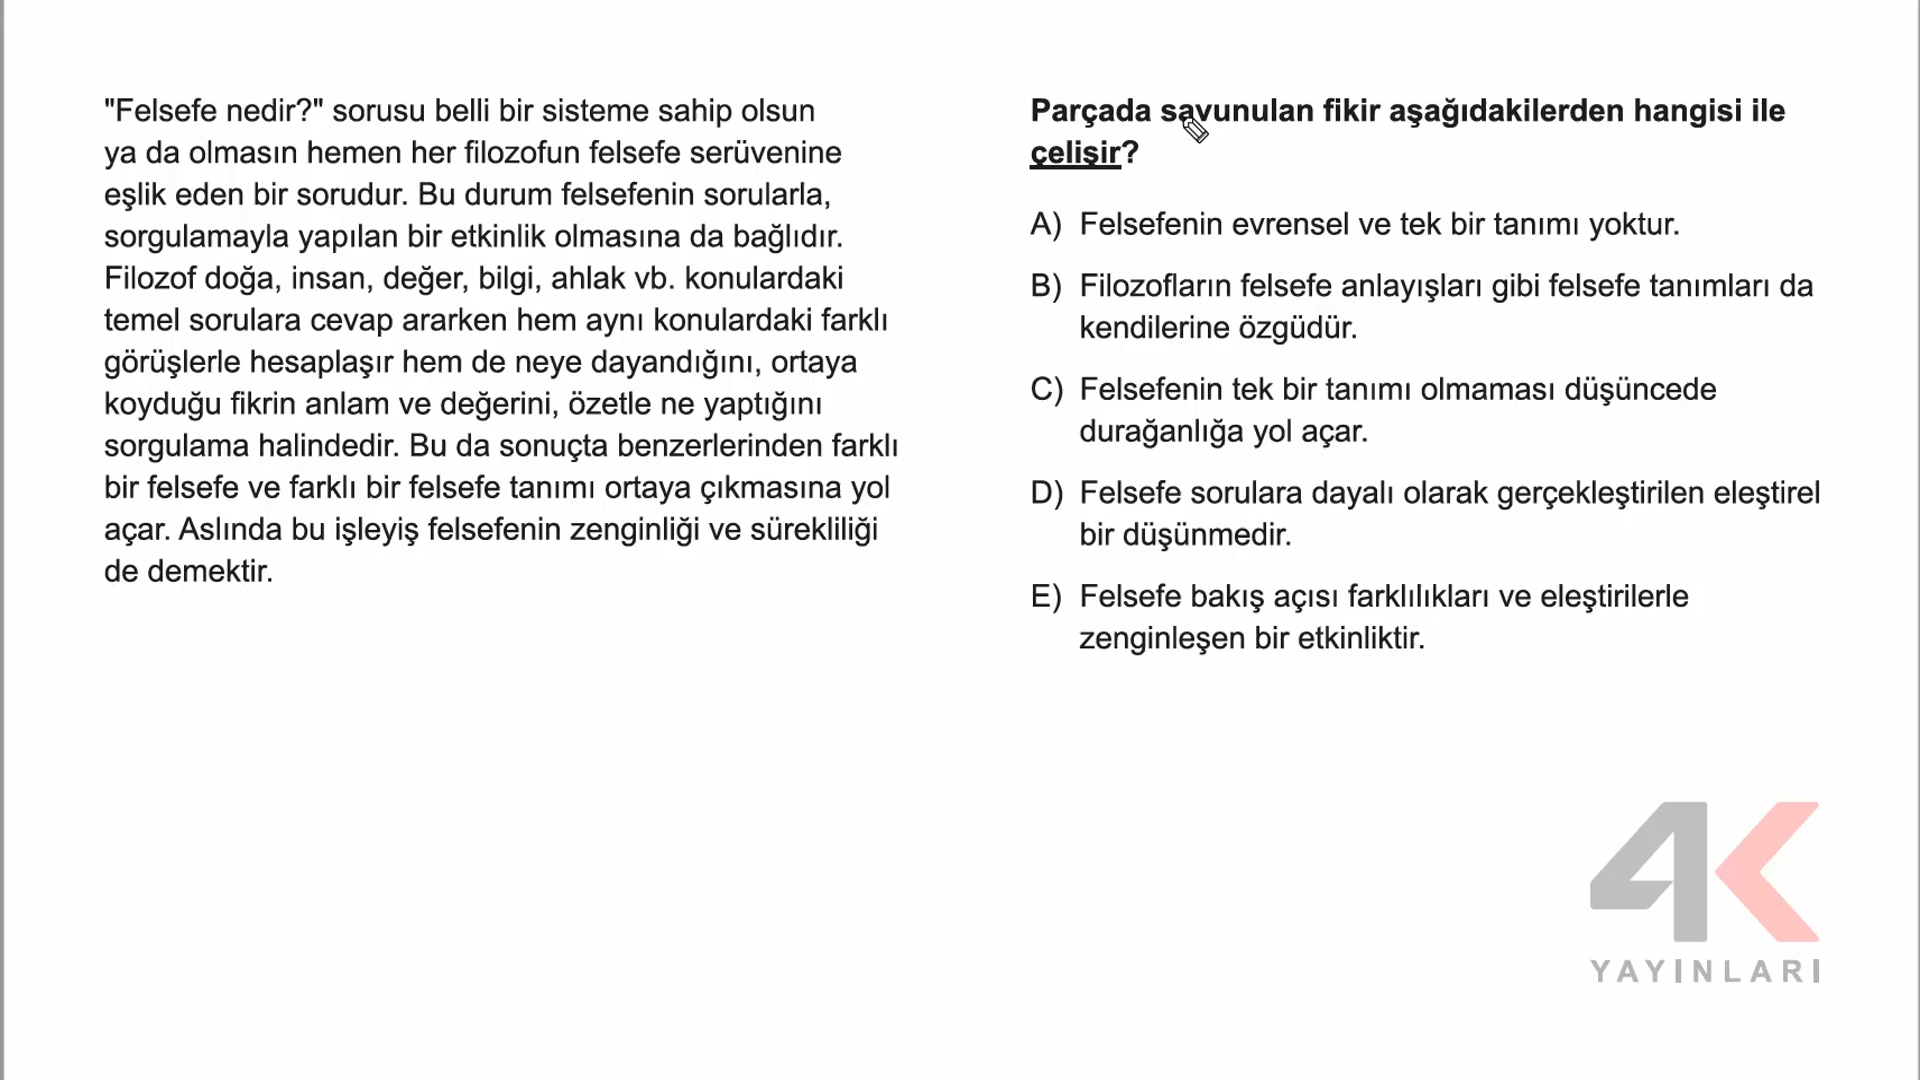 "Felsefe nedir?" sorusu belli bir sisteme sahip olsun
ya da olmasın hemen her filozofun felsefe serüvenine
eşlik eden bir sorudur. Bu durum felsefenin sorularla,
sorgulamayla yapılan bir etkinlik olmasına da bağlıdır.
Filozof doğa, insan, değer, bilgi, ahlak vb. konulardaki
temel sorulara cevap ararken hem aynı konulardaki farklı
görüşlerle hesaplaşır hem de neye dayandığını, ortaya
koyduğu fikrin anlam ve değerini, özetle ne yaptığını
sorgulama halindedir. Bu da sonuçta benzerlerinden farklı
bir felsefe ve farklı bir felsefe tanımı ortaya çıkmasına yol
açar. Aslında bu işleyiş felsefenin zenginliği ve sürekliliği
de demektir.
Parçada savunulan fikir aşağıdakilerden hangisi ile
çelişir?
A) Felsefenin evrensel ve tek bir tanımı yoktur.
B) Filozofların felsefe anlayışları gibi felsefe tanımları da
kendilerine özgüdür.
C) Felsefenin tek bir tanımı olmaması düşüncede
durağanlığa yol açar.
D) Felsefe sorulara dayalı olarak gerçekleştirilen eleştirel
bir düşünmedir.
E) Felsefe bakış açısı farklılıkları ve eleştirilerle
zenginleşen bir etkinliktir.
4K
YAYINLARI